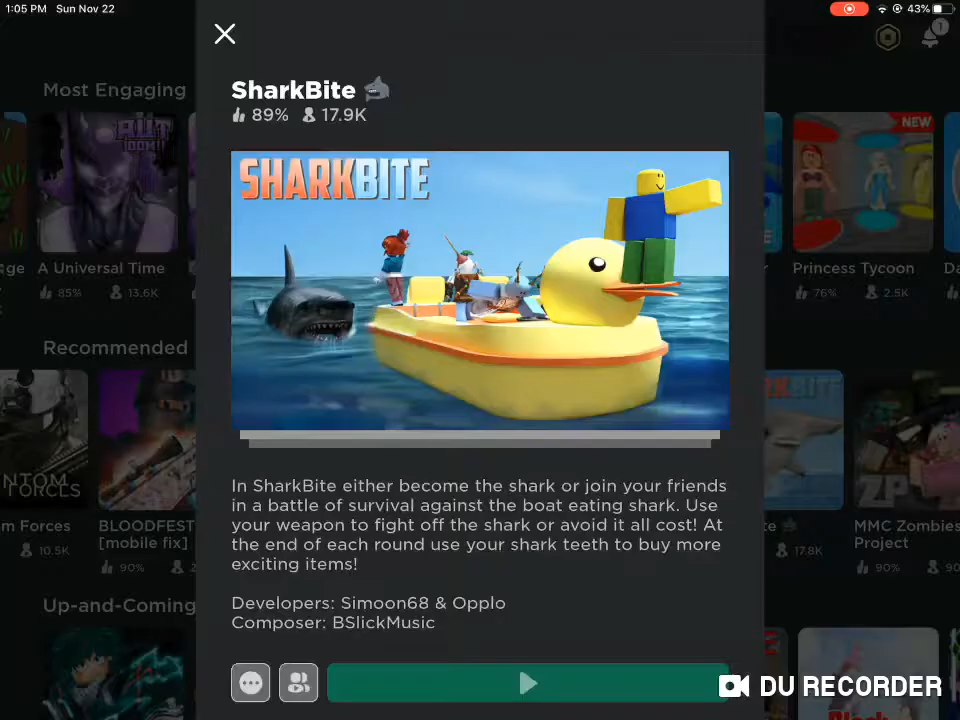 1:05 PM Sun Nov 22
43%
1
SharkBite
89% 17.9K
SHARKBITE
In SharkBite either become the shark or join your friends
in a battle of survival against the boat eating shark. Use
your weapon to fight off the shark or avoid it all cost! At
the end of each round use your shark teeth to buy more
exciting items!
Developers: Simoon68 & Opplo
Composer: BSlickMusic
Most Engaging
A Universal Time
85% 13.6K
NEW
Princess Tycoon
76% 2.5K
Recommended
m Forces
10.5K
BLOODFEST
[mobile fix]
90%
17.8K
ZP
MMC Zombies
Project
90%
Up-and-Coming
DU RECORDER